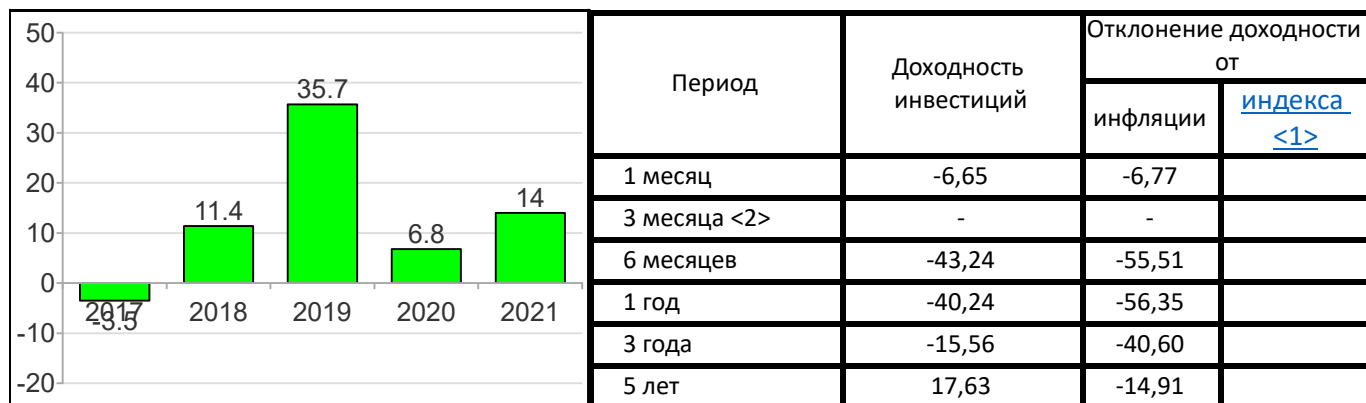 50
40
30
20
10
0
-10
-20
-3.5
11.4
35.7
6.8
14
2017 2018 2019 2020 2021
Период
Доходность
инвестиций
Отклонение доходности
от
инфляции
индекса
<1>
1 месяц -6,65 -6,77
3 месяца <2> - -
6 месяцев -43,24 -55,51
1 год -40,24 -56,35
3 года -15,56 -40,60
5 лет 17,63 -14,91